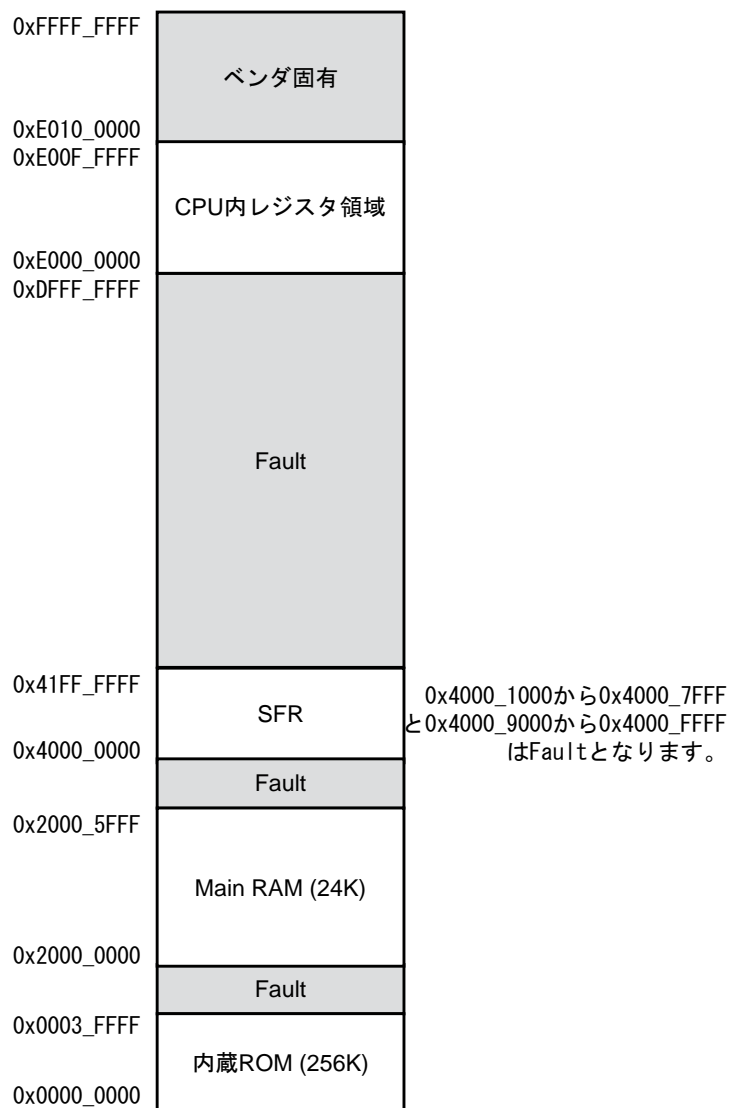 0xFFFF_FFFF
ベンダ固有
0xE010_0000
0xE00F_FFFF
CPU内レジスタ領域
0xE000_0000
0xDFFF_FFFF
Fault
0x41FF_FFFF
SFR
0x4000_1000から0x4000_7FFF
と0x4000_9000から0x4000_FFFF
はFaultとなります。
0x4000_0000
Fault
0x2000_5FFF
Main RAM (24K)
0x2000_0000
Fault
0x0003_FFFF
内蔵ROM (256K)
0x0000_0000